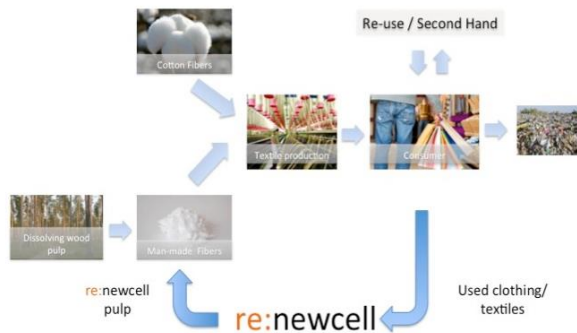 Re-use / Second Hand
Cotton Fibers
Textile production
Consumer
Dissolving wood
pulp
Man-made Fibers
re:newcell
pulp
re:newcell
Used clothing/
textiles